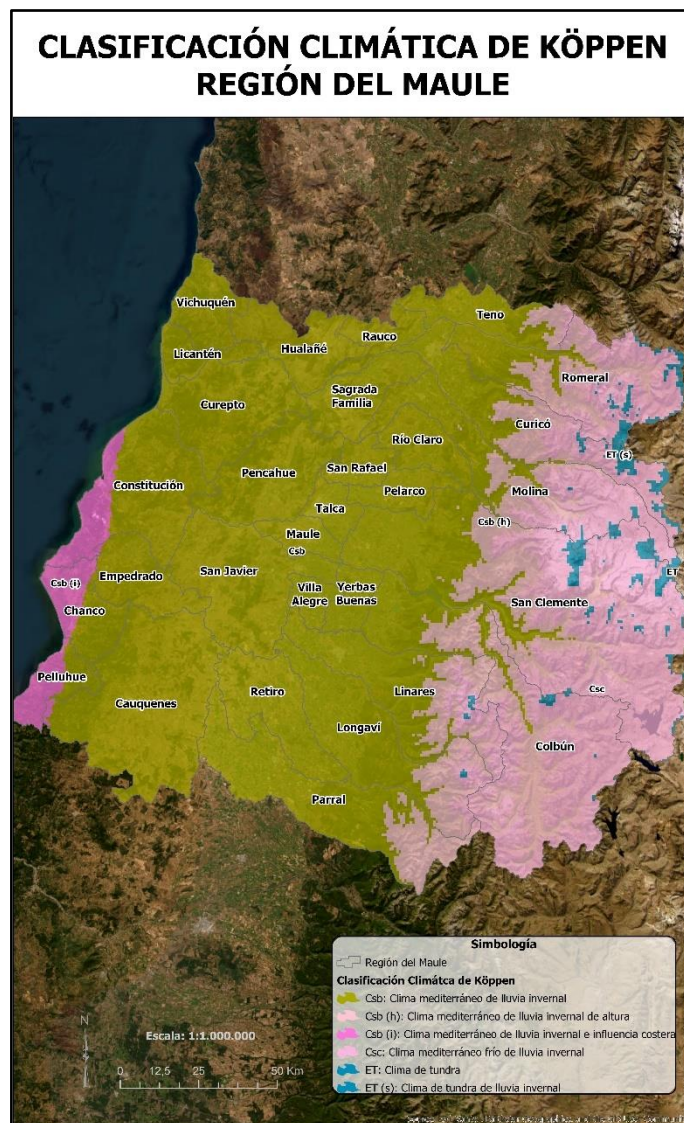 CLASIFICACIÓN CLIMÁTICA DE KÖPPEN
REGIÓN DEL MAULE
Vichuquén
Teno
Rauco
Hualañé
Licantén
Romeral
Sagrada
Familia
Curepto
Curicó
Río Claro
ET (s)
San Rafael
Pencahue
Constitución
Pelarco
Molina
Talca
Csb (h)
Maule
Csb
ET
San Javier
Empedrado
Csb (i)
Villa
Alegre
Yerbas
Buenas
San Clemente
Chanco
Pelluhue
Csc
Retiro
Linares
Cauquenes
Longaví
Colbún
Parral
Simbología
Región del Maule
Clasificación Climátca de Köppen
Csb: Clima mediterráneo de lluvia invernal
Csb (h): Clima mediterráneo de lluvia invernal de altura
Csb (i): Clima mediterráneo de lluvia invernal e influencia costera
Csc: Clima mediterráneo frío de lluvia invernal
ET: Clima de tundra
ET (s): Clima de tundra de lluvia invernal
N
Escala: 1:1.000.000
0 12,5 25 50 Km